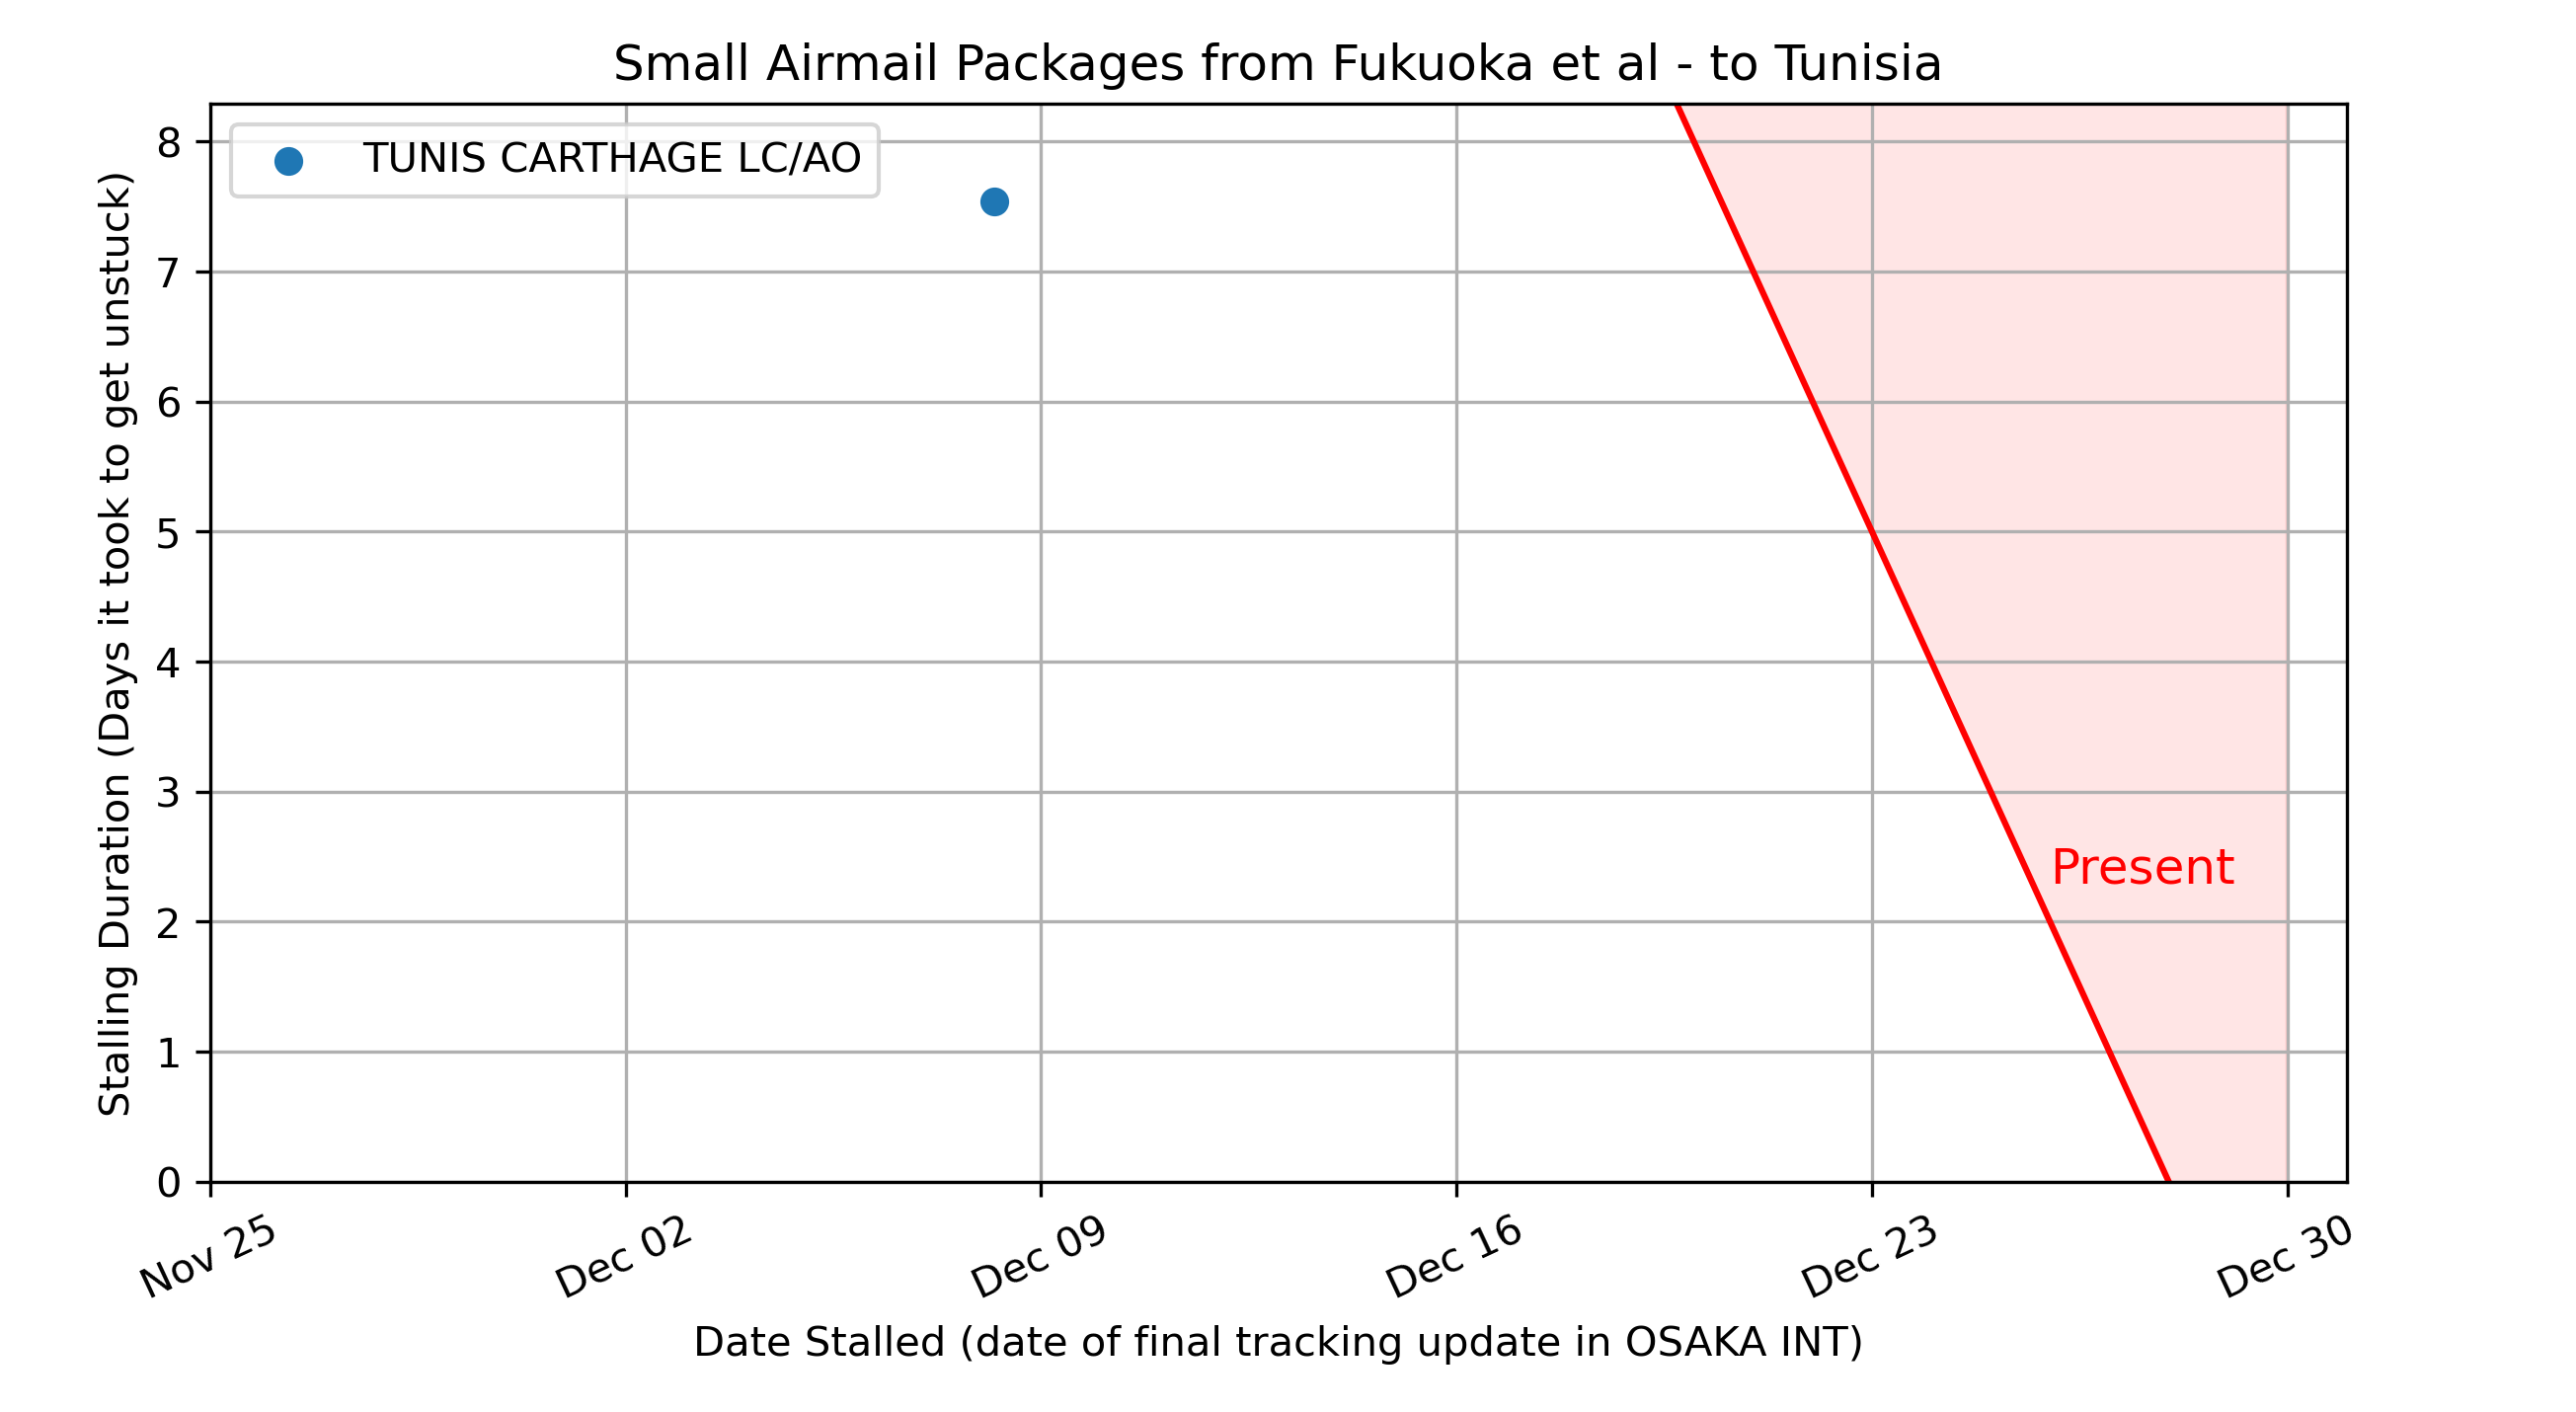 Small Airmail Packages from Fukuoka et al - to Tunisia
TUNIS CARTHAGE LC/AO
Stalling Duration (Days it took to get unstuck)
8
7
6
5
4
3
2
1
0
Present
Nov 25
Dec 02
Dec 09
Dec 16
Dec 23
Dec 30
Date Stalled (date of final tracking update in OSAKA INT)